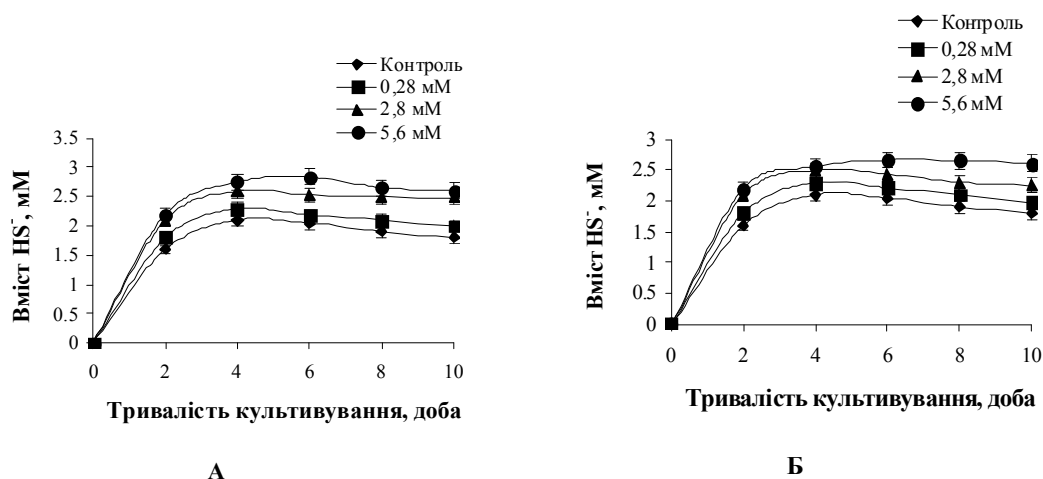 Контроль
0,28 мМ
2,8 мМ
5,6 мМ
Вміст HS⁻, мМ
3.5
3
2.5
2
1.5
1
0.5
0
0 2 4 6 8 10
Тривалість культивування, доба
А
Контроль
0,28 мМ
2,8 мМ
5,6 мМ
Вміст HS⁻, мМ
3
2.5
2
1.5
1
0.5
0
0 2 4 6 8 10
Тривалість культивування, доба
Б